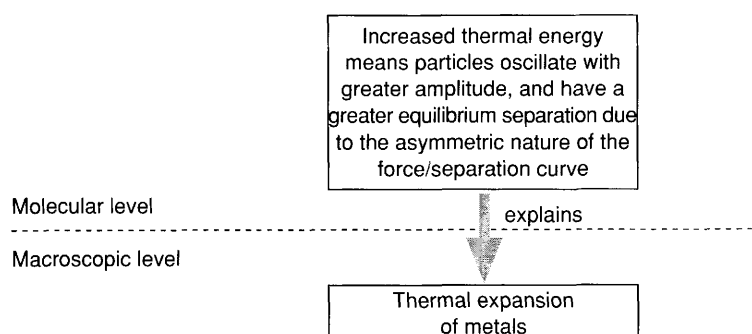 Increased thermal energy
means particles oscillate with
greater amplitude, and have a
greater equilibrium separation due
to the asymmetric nature of the
force/separation curve
Molecular level
explains
Macroscopic level
Thermal expansion
of metals